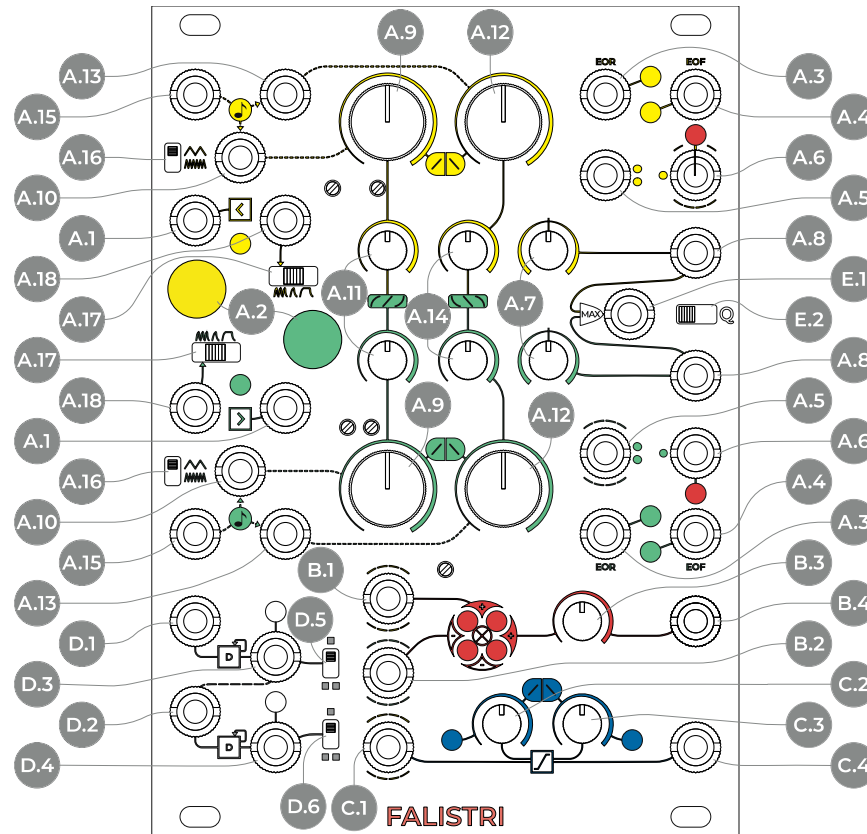 A.9 A.12
A.13 A.3
EOR EOF
A.15 A.4
A.16 A.6
A.10 A.5
A.1 A.8
A.18 E.1
A.2 A.11 A.14 A.7
MAX Q
A.17 E.2
A.17 A.8
A.18 A.9 A.12 A.5
A.1 A.6
A.16 A.4
A.10 A.3
A.15
EOR EOF
A.13 B.1 B.3
D.1 D.5 B.4
D
D.3 B.2
D.2 C.2
C.3
D
D.4 C.4
D.6 C.1
FALISTRI